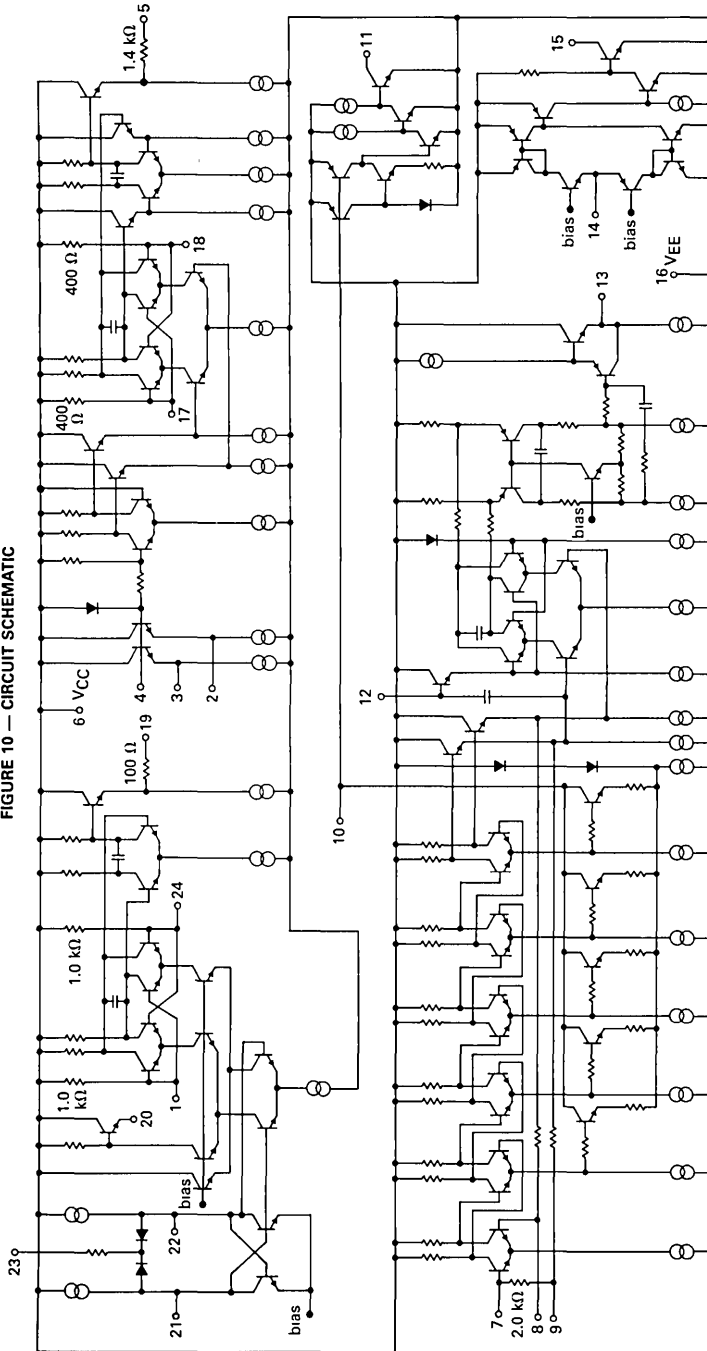 FIGURE 10 — CIRCUIT SCHEMATIC
23
21
22
bias
bias
20
1.0 kΩ
1
1.0 kΩ
24
100 Ω
19
6 VCC
4
3
2
400 Ω
17
400 Ω
18
1.4 kΩ
5
7
2.0 kΩ
8
9
10
12
bias
13
11
bias
14
bias
15
16 VEE